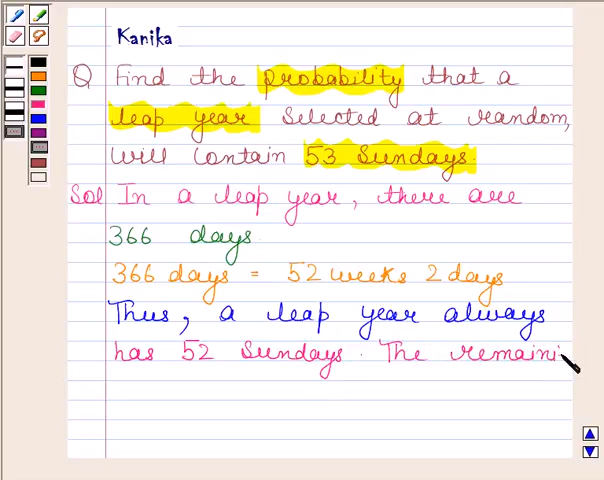 Kanika
Q Find the probability that a
leap year selected at random,
will contain 53 Sundays.
Sol In a leap year, there are
366 days.
366 days = 52 weeks 2 days
Thus, a leap year always
has 52 Sundays. The remaini